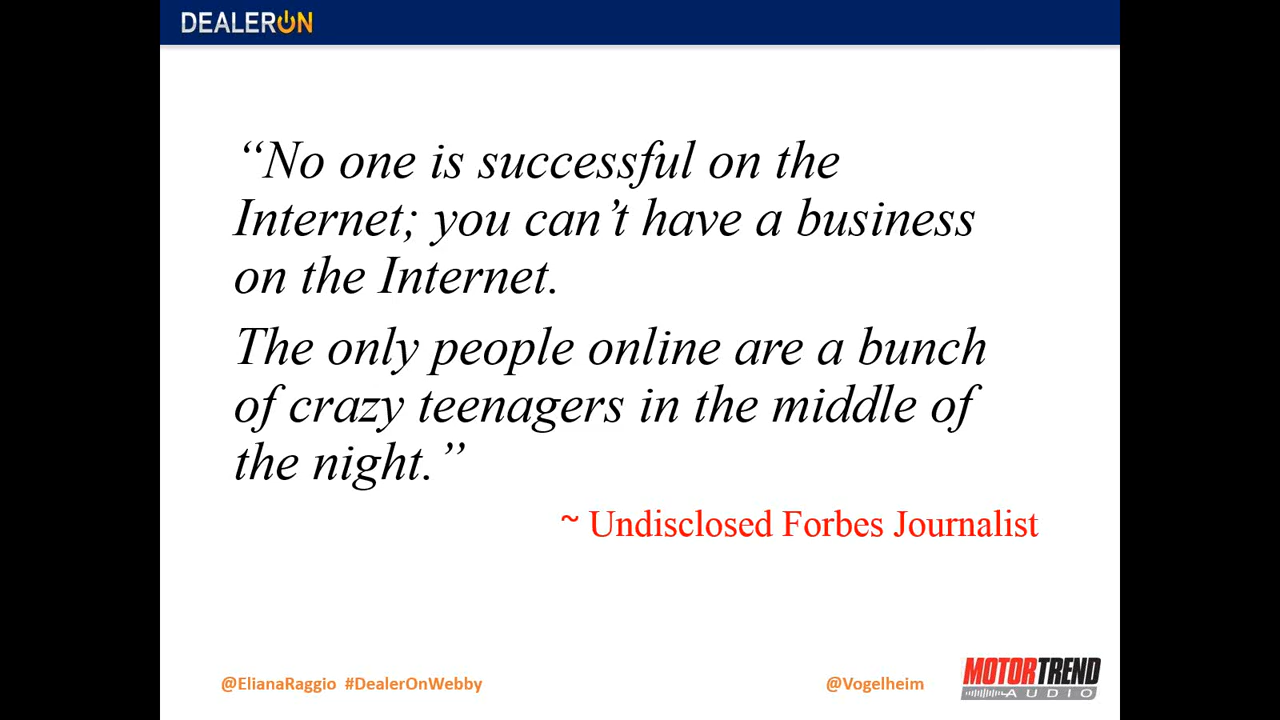 DEALERON
“No one is successful on the
Internet; you can’t have a business
on the Internet.
The only people online are a bunch
of crazy teenagers in the middle of
the night.”
~ Undisclosed Forbes Journalist
@ElianaRaggio #DealerOnWebby
@Vogelheim
MOTORTREND
AUDIO